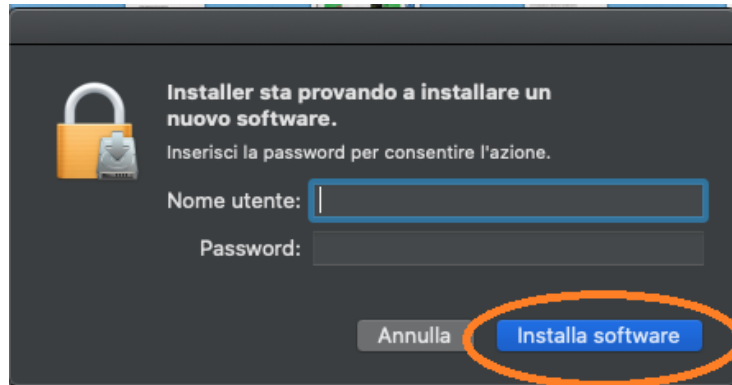 Installer sta provando a installare un
nuovo software.
Inserisci la password per consentire l'azione.
Nome utente:
Password:
Annulla
Installa software